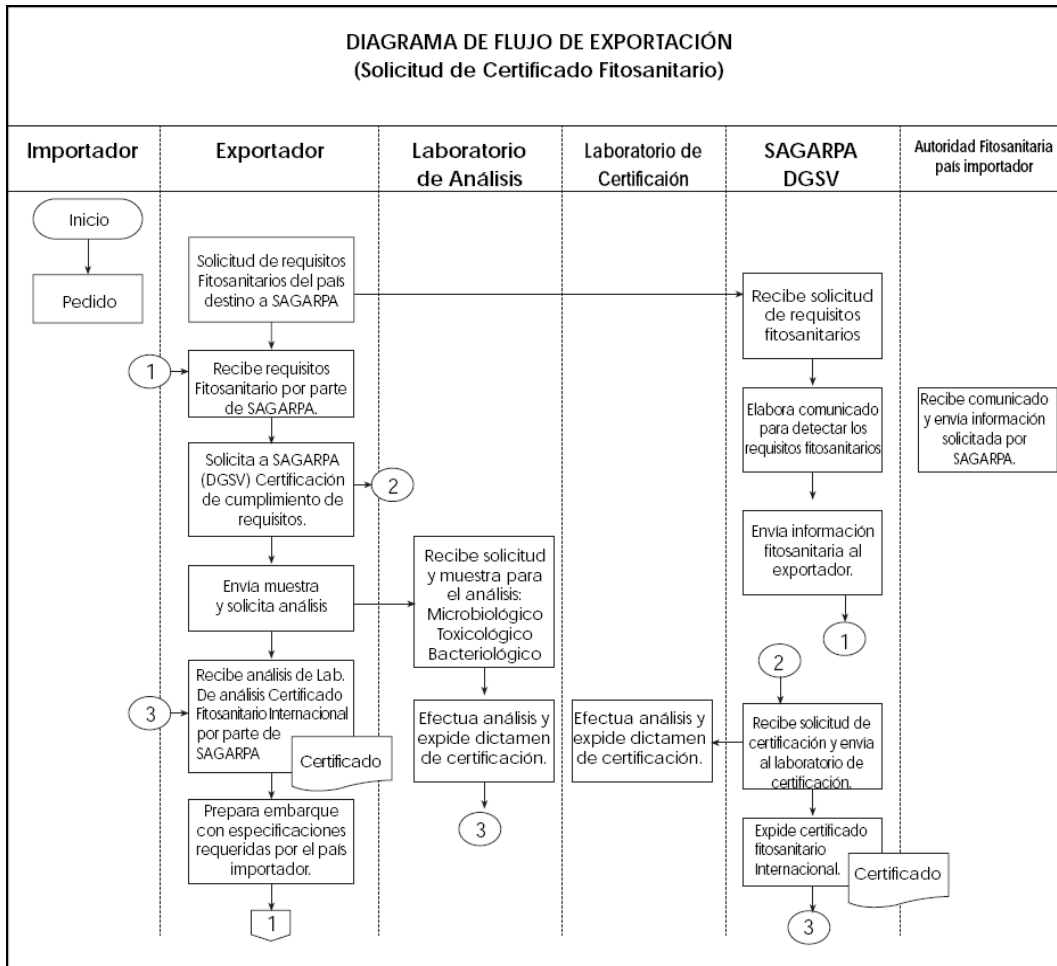 DIAGRAMA DE FLUJO DE EXPORTACIÓN
(Solicitud de Certificado Fitosanitario)
Importador
Exportador
Laboratorio
de Análisis
Laboratorio de
Certificaión
SAGARPA
DGSV
Autoridad Fitosanitaria
país importador
Inicio
Pedido
Solicitud de requisitos
Fitosanitarios del país
destino a SAGARPA
1
Recibe requisitos
Fitosanitario por parte
de SAGARPA.
Solicita a SAGARPA
(DGSV) Certificación
de cumplimiento de
requisitos.
2
Envía muestra
y solicita análisis
3
Recibe análisis de Lab.
De análisis Certificado
Fitosanitario Internacional
por parte de
SAGARPA
Certificado
Prepara embarque
con especificaciones
requeridas por el país
importador.
1
Recibe solicitud
y muestra para
el análisis:
Microbiológico
Toxicológico
Bacteriológico
Efectua análisis y
expide dictamen
de certificación.
3
Efectua análisis y
expide dictamen
de certificación.
Recibe solicitud
de requisitos
fitosanitarios
Elabora comunicado
para detectar los
requisitos fitosanitarios
Envía información
fitosanitaria al
exportador.
1
2
Recibe solicitud de
certificación y envía
al laboratorio de
certificación.
Expide certificado
fitosanitario
Internacional.
Certificado
3
Recibe comunicado
y envía información
solicitada por
SAGARPA.